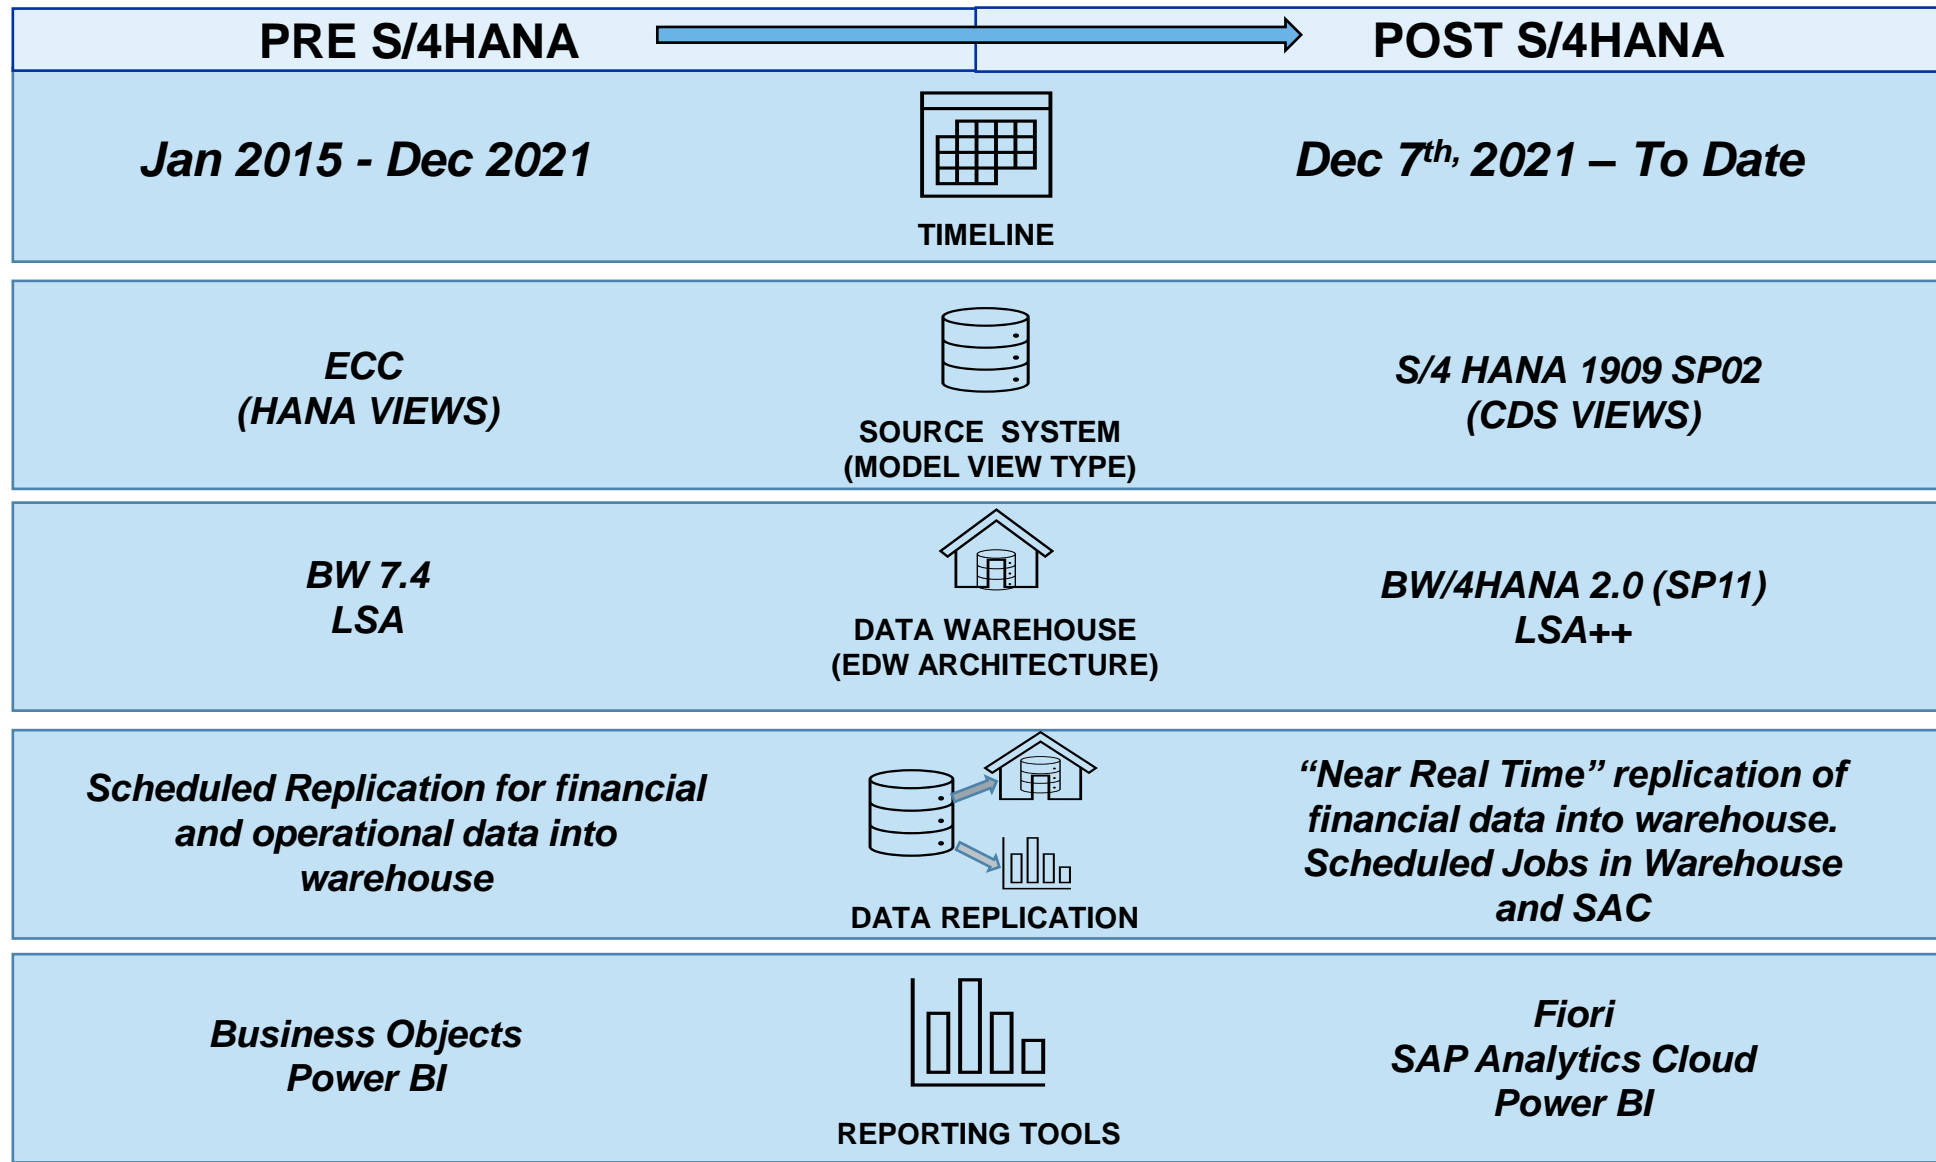 PRE S/4HANA
POST S/4HANA
Jan 2015 - Dec 2021
TIMELINE
Dec 7th, 2021 – To Date
ECC
(HANA VIEWS)
SOURCE SYSTEM
(MODEL VIEW TYPE)
S/4 HANA 1909 SP02
(CDS VIEWS)
BW 7.4
LSA
DATA WAREHOUSE
(EDW ARCHITECTURE)
BW/4HANA 2.0 (SP11)
LSA++
Scheduled Replication for financial
and operational data into
warehouse
DATA REPLICATION
“Near Real Time” replication of
financial data into warehouse.
Scheduled Jobs in Warehouse
and SAC
Business Objects
Power BI
REPORTING TOOLS
Fiori
SAP Analytics Cloud
Power BI